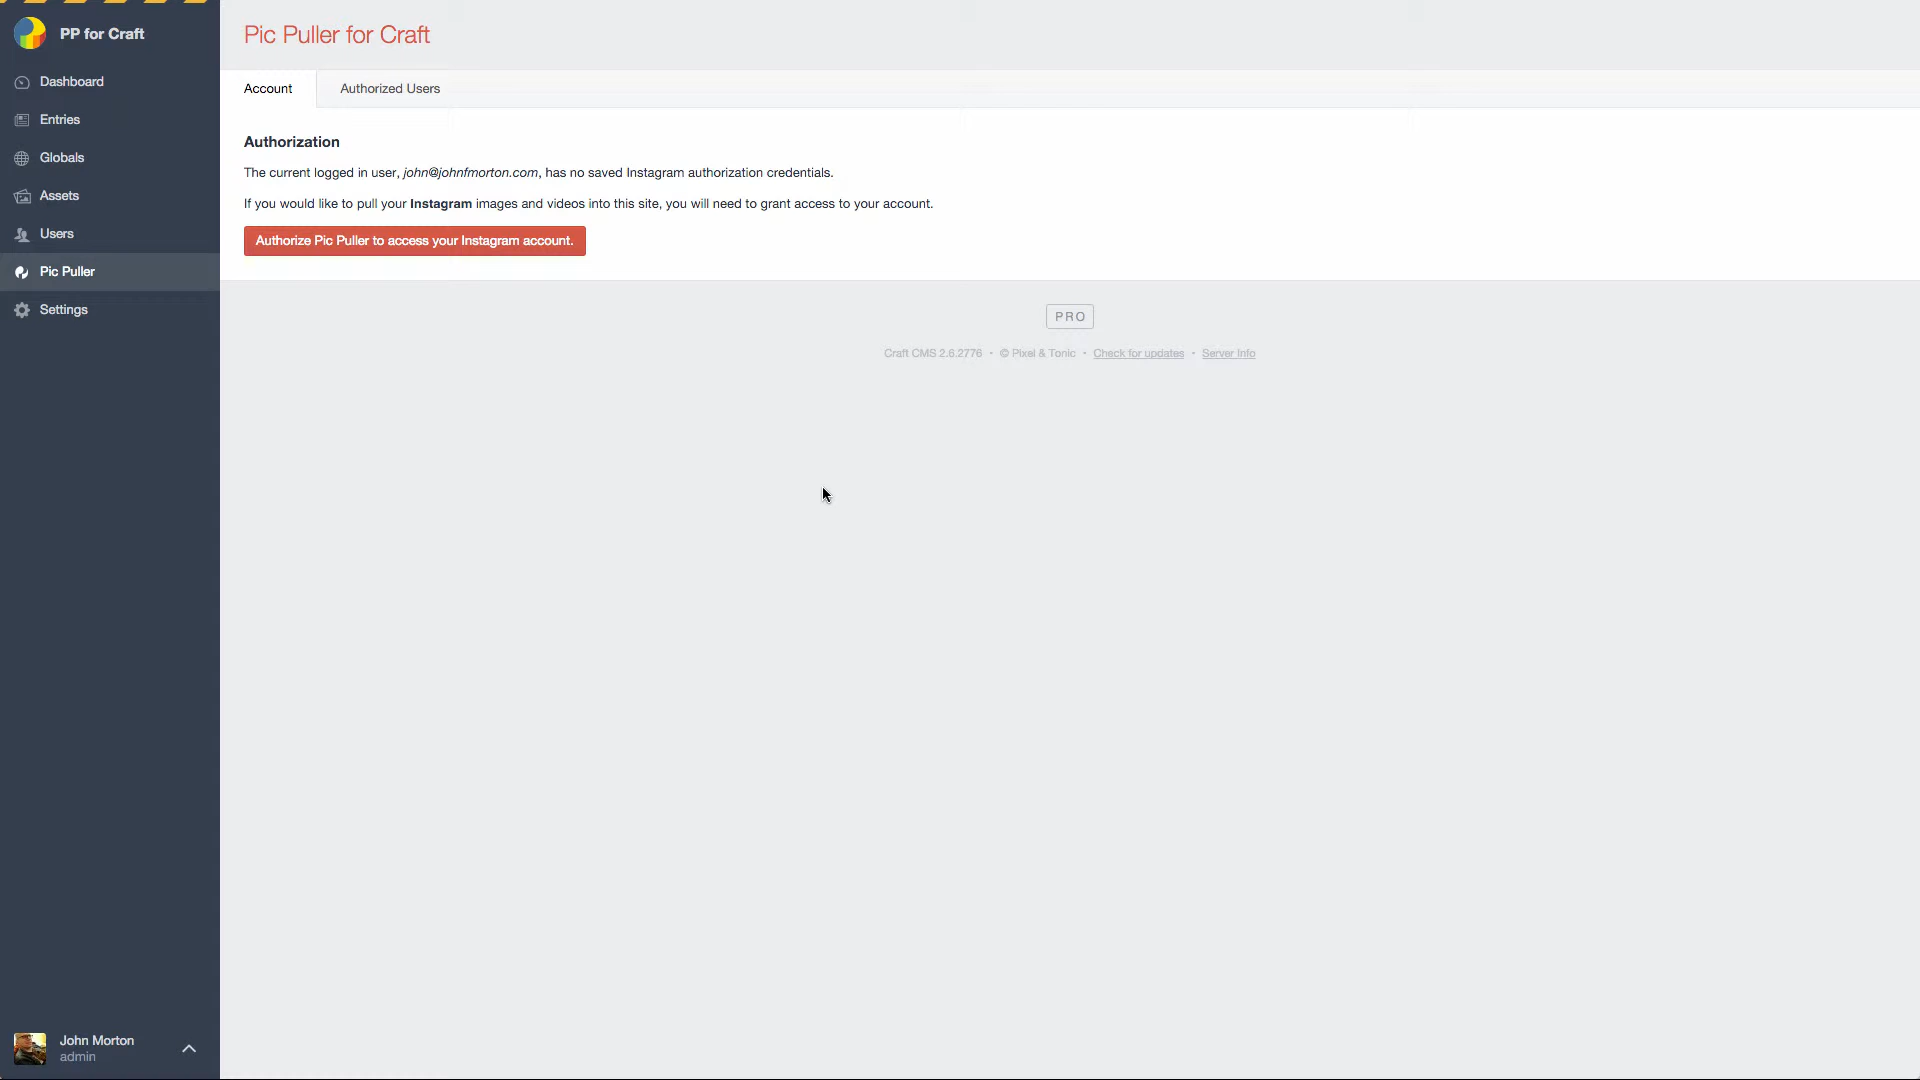 PP for Craft
Dashboard
Entries
Globals
Assets
Users
Pic Puller
Settings
John Morton
admin
Pic Puller for Craft
Account
Authorized Users
Authorization
The current logged in user, john@johnfmorton.com, has no saved Instagram authorization credentials.
If you would like to pull your Instagram images and videos into this site, you will need to grant access to your account.
Authorize Pic Puller to access your Instagram account.
PRO
Craft CMS 2.6.2776 • © Pixel & Tonic • Check for updates • Server Info